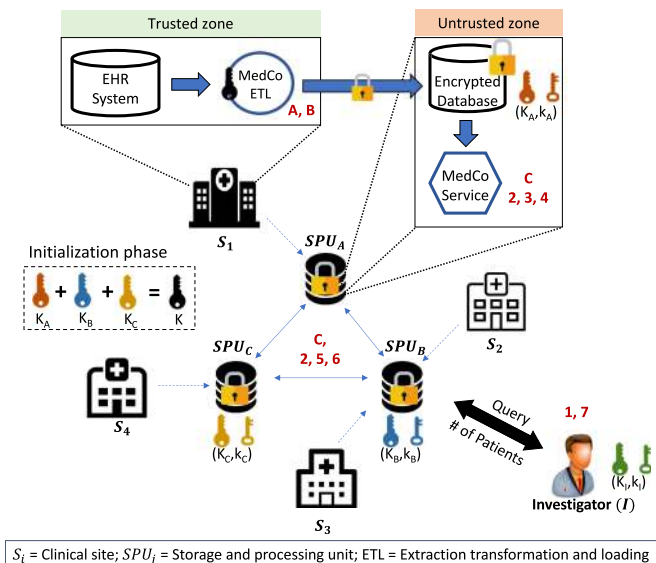 Trusted zone
Untrusted zone
EHR
System
MedCo
ETL
A, B
Encrypted
Database
(K_A,k_A)
MedCo
Service
C
2, 3, 4
S_1
SPU_A
Initialization phase
+ + =
K_A K_B K_C K
S_2
SPU_C
C,
2, 5, 6
SPU_B
S_4
(K_C,k_C)
(K_B,k_B)
Query
# of Patients
1, 7
(K_I,k_I)
Investigator (I)
S_3
S_i = Clinical site; SPU_i = Storage and processing unit; ETL = Extraction transformation and loading